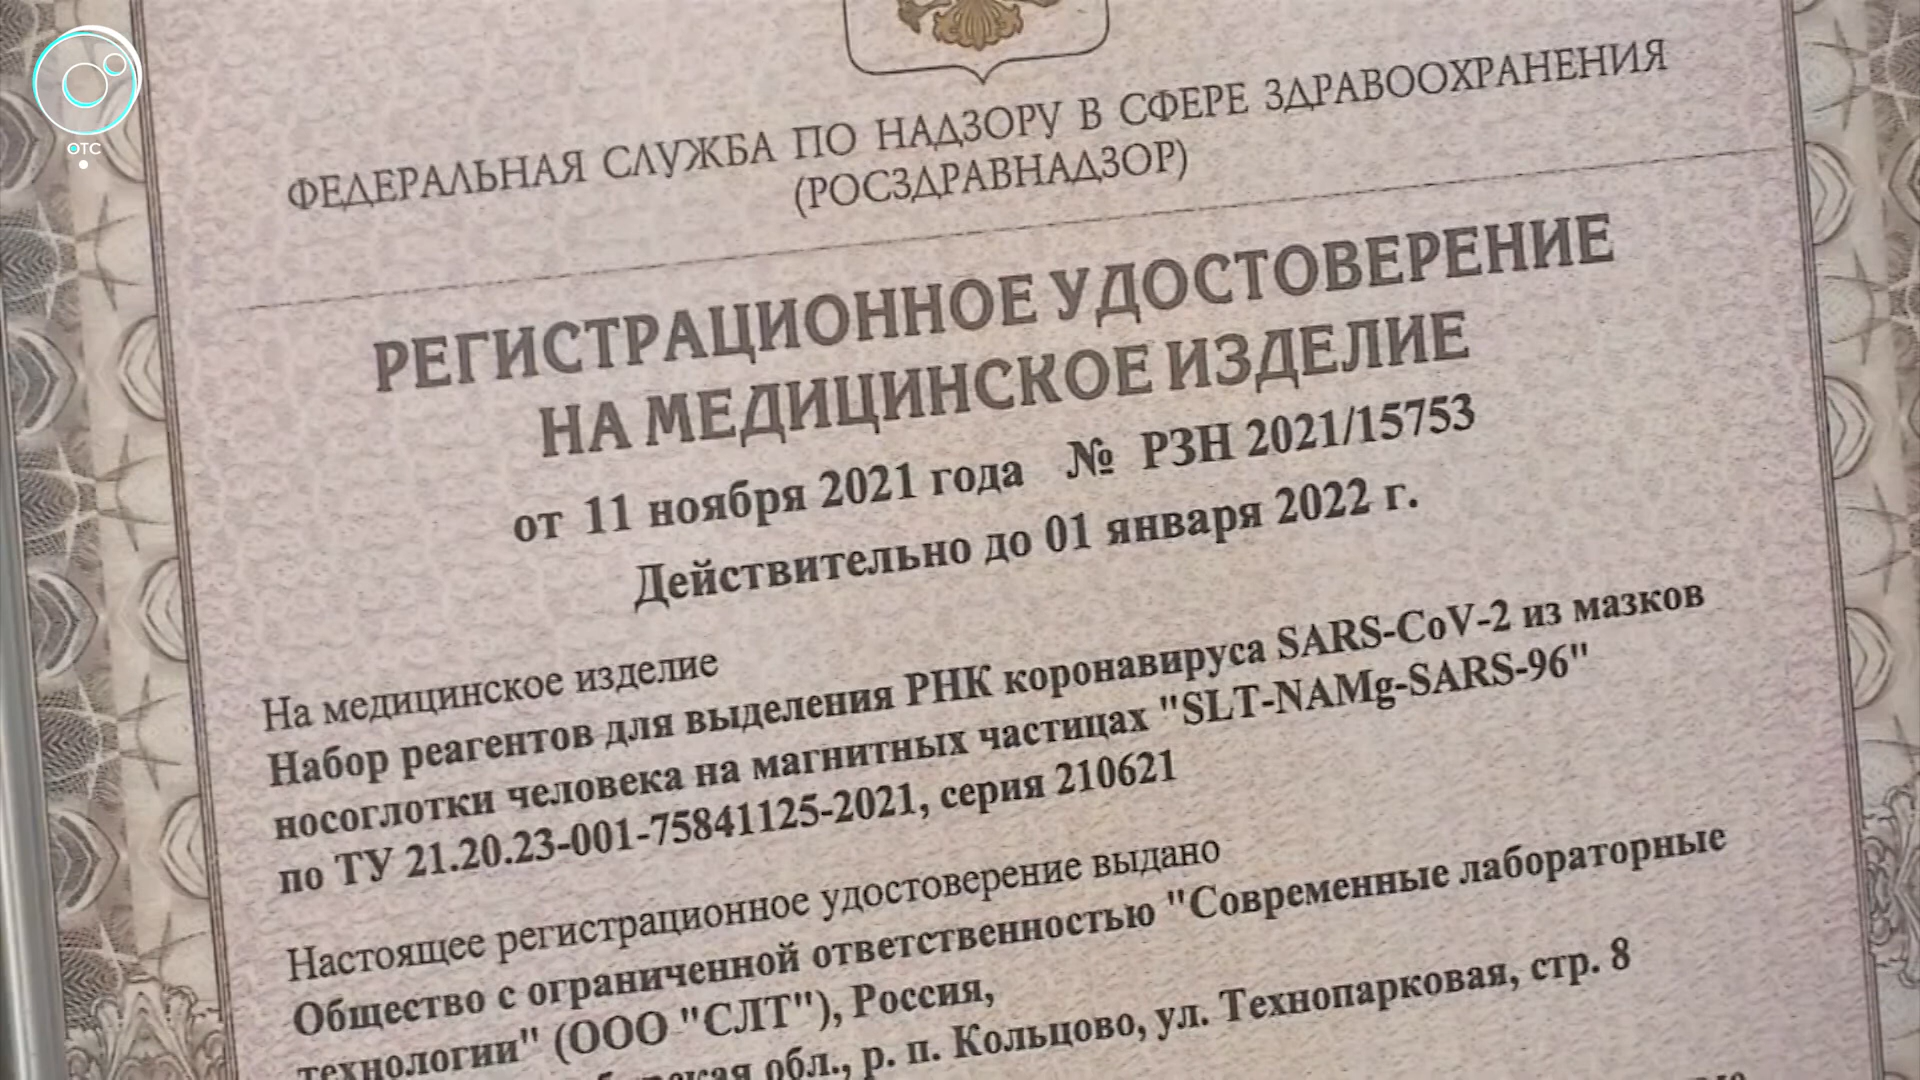 ОТС
ФЕДЕРАЛЬНАЯ СЛУЖБА ПО НАДЗОРУ В СФЕРЕ ЗДРАВООХРАНЕНИЯ
(РОСЗДРАВНАДЗОР)
РЕГИСТРАЦИОННОЕ УДОСТОВЕРЕНИЕ
НА МЕДИЦИНСКОЕ ИЗДЕЛИЕ
от 11 ноября 2021 года № РЗН 2021/15753
Действительно до 01 января 2022 г.
На медицинское изделие
Набор реагентов для выделения РНК коронавируса SARS-CoV-2 из мазков
носоглотки человека на магнитных частицах "SLT-NAMg-SARS-96"
по ТУ 21.20.23-001-75841125-2021, серия 210621
Настоящее регистрационное удостоверение выдано
Общество с ограниченной ответственностью "Современные лабораторные
технологии" (ООО "СЛТ"), Россия,
обл., р. п. Кольцово, ул. Технопарковая, стр. 8